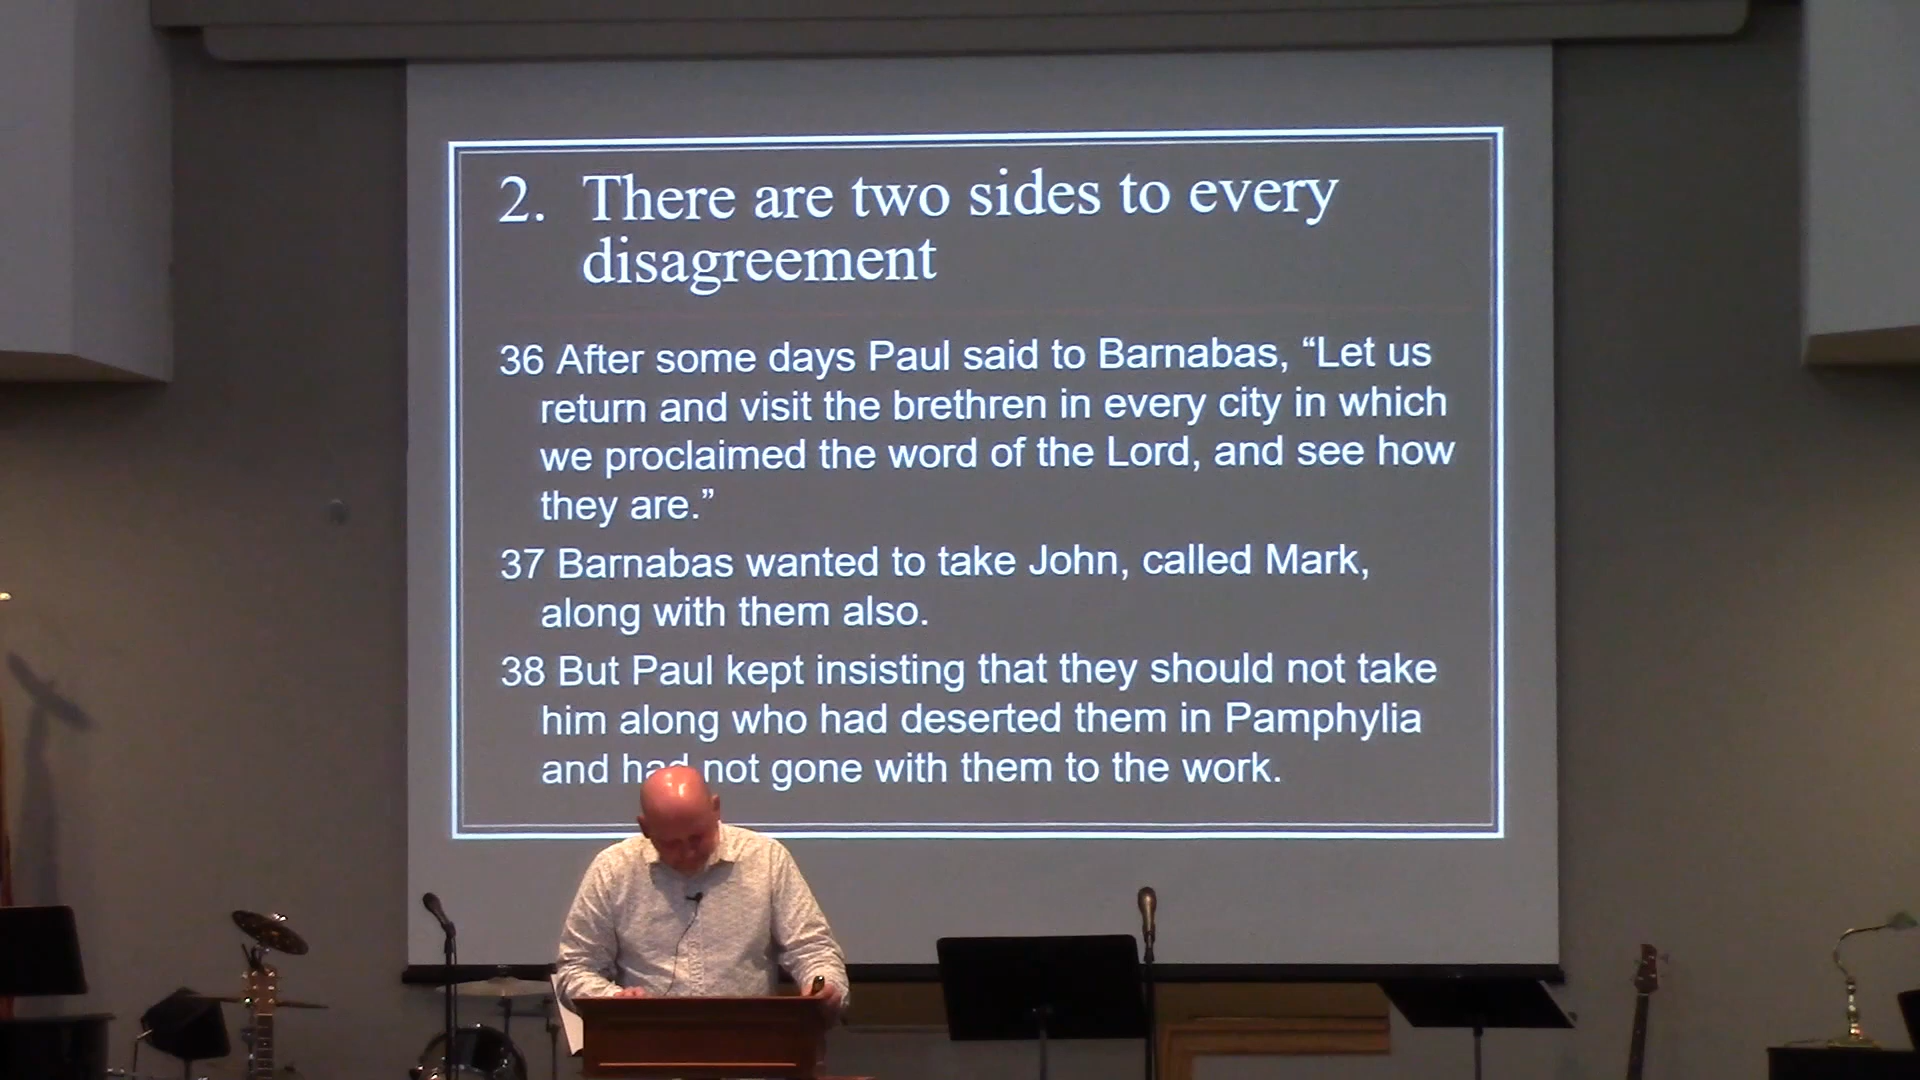 2. There are two sides to every
disagreement
36 After some days Paul said to Barnabas, “Let us
return and visit the brethren in every city in which
we proclaimed the word of the Lord, and see how
they are.”
37 Barnabas wanted to take John, called Mark,
along with them also.
38 But Paul kept insisting that they should not take
him along who had deserted them in Pamphylia
and had not gone with them to the work.